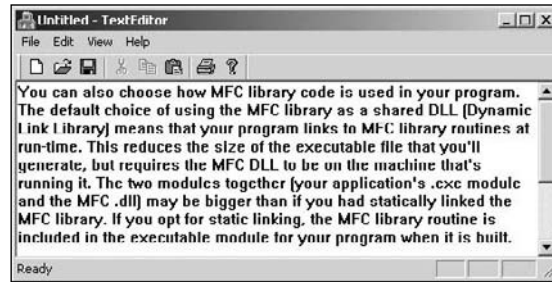 Untitled - TextEditor
File Edit View Help
You can also choose how MFC library code is used in your program.
The default choice of using the MFC library as a shared DLL (Dynamic
Link Library) means that your program links to MFC library routines at
run-time. This reduces the size of the executable file that you'll
generate, but requires the MFC DLL to be on the machine that's
running it. The two modules together (your application's .exe module
and the MFC .dll) may be bigger than if you had statically linked the
MFC library. If you opt for static linking, the MFC library routine is
included in the executable module for your program when it is built.
Ready